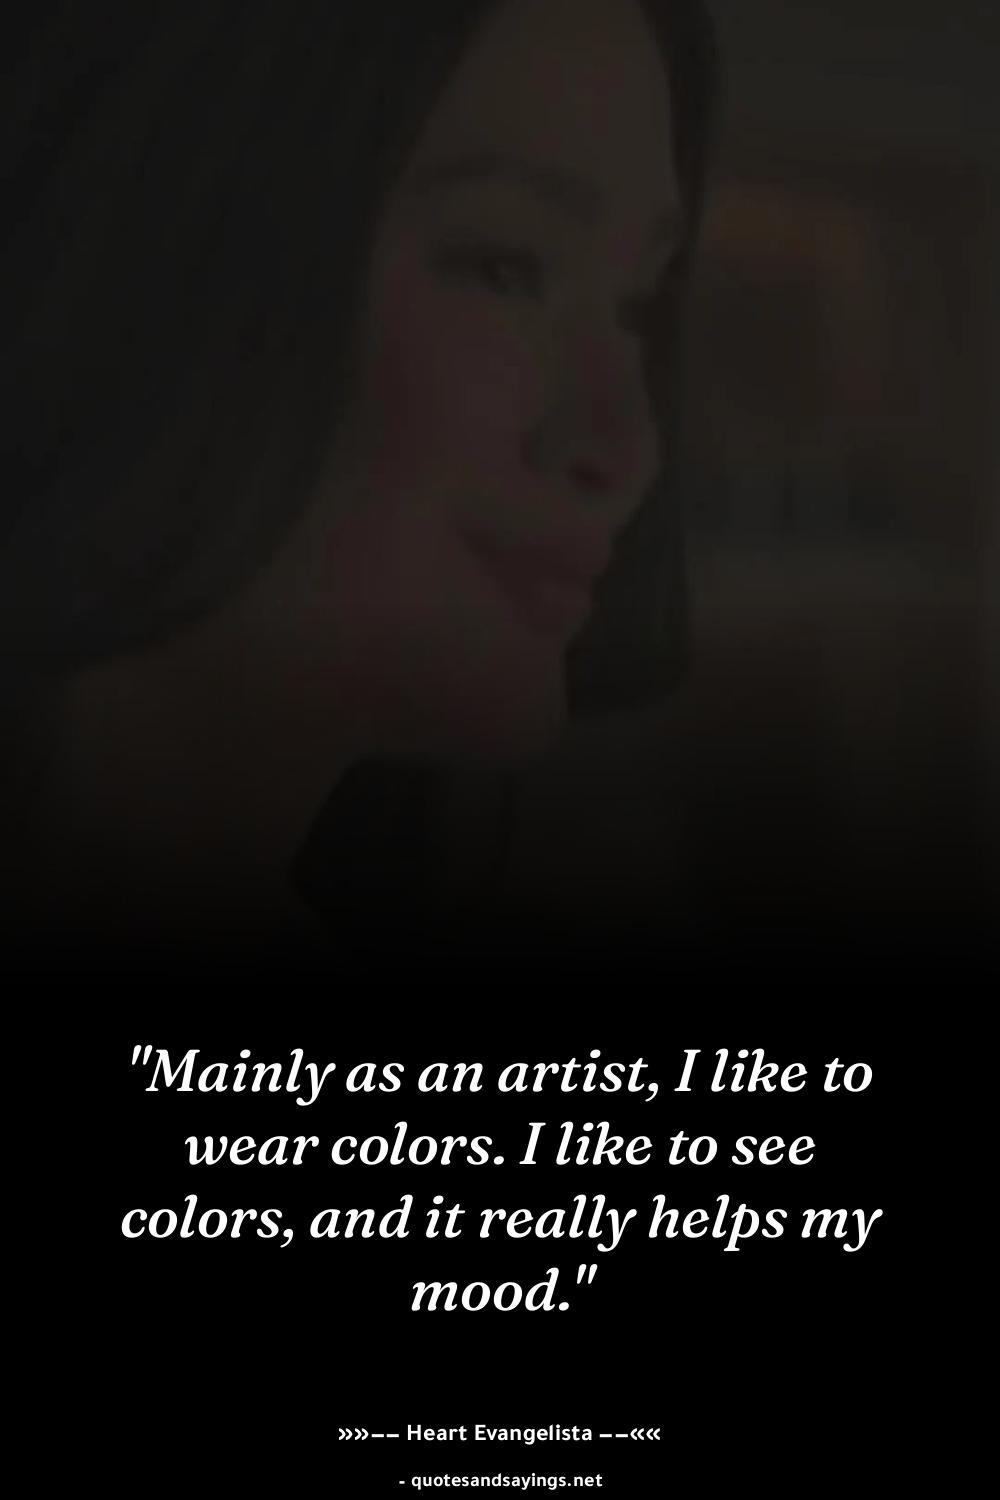 "Mainly as an artist, I like to
wear colors. I like to see
colors, and it really helps my
mood."
»»−− Heart Evangelista −−««
- quotesandsayings.net